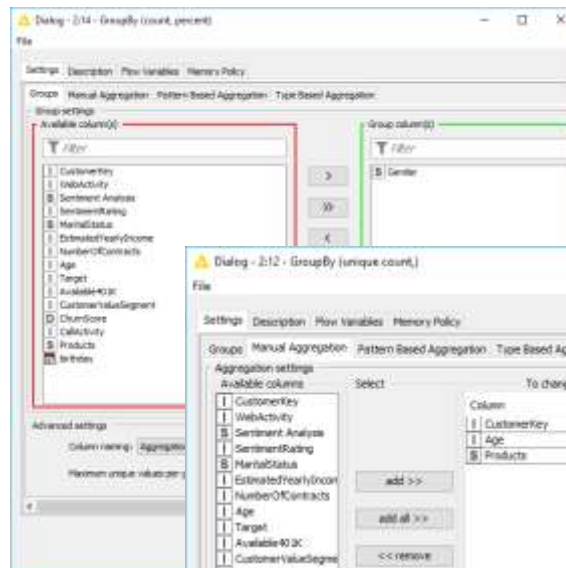 Dialog - 2:14 - GroupBy (count, percent)
File
Settings Description Flow Variables Memory Policy
Groups Manual Aggregation Pattern Based Aggregation Type Based Aggregation
Group settings
Available column(s)
Group column(s)
Filter
Filter
I CustomerKey
I WebActivity
S Sentiment Analysis
I SentimentRating
S MaritalStatus
I EstimatedYearlyIncome
I NumberOfContracts
I Age
I Target
I Available401K
I CustomerValueSegment
D ChurnScore
I CallActivity
S Products
birthday
>
>>
<
S Gender
Advanced settings
Column naming: Aggregation
Maximum unique values per
Dialog - 2:12 - GroupBy (unique count,)
File
Settings Description Flow Variables Memory Policy
Groups Manual Aggregation Pattern Based Aggregation Type Based Ag
Aggregation settings
Available columns
Select
To chang
I CustomerKey
I WebActivity
S Sentiment Analysis
I SentimentRating
S MaritalStatus
I EstimatedYearlyIncom
I NumberOfContracts
I Age
I Target
I Available401K
I CustomerValueSegme
add >>
add all >>
<< remove
Column
I CustomerKey
I Age
S Products